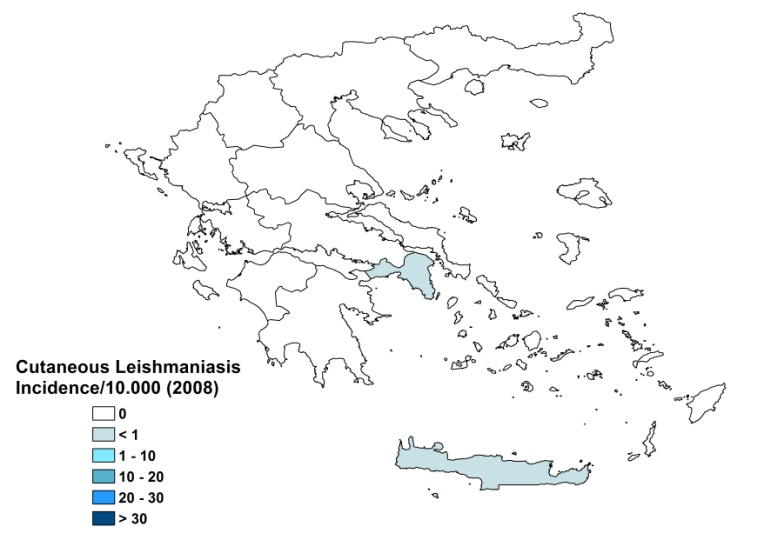 Cutaneous Leishmaniasis
Incidence/10.000 (2008)
0
< 1
1 - 10
10 - 20
20 - 30
> 30